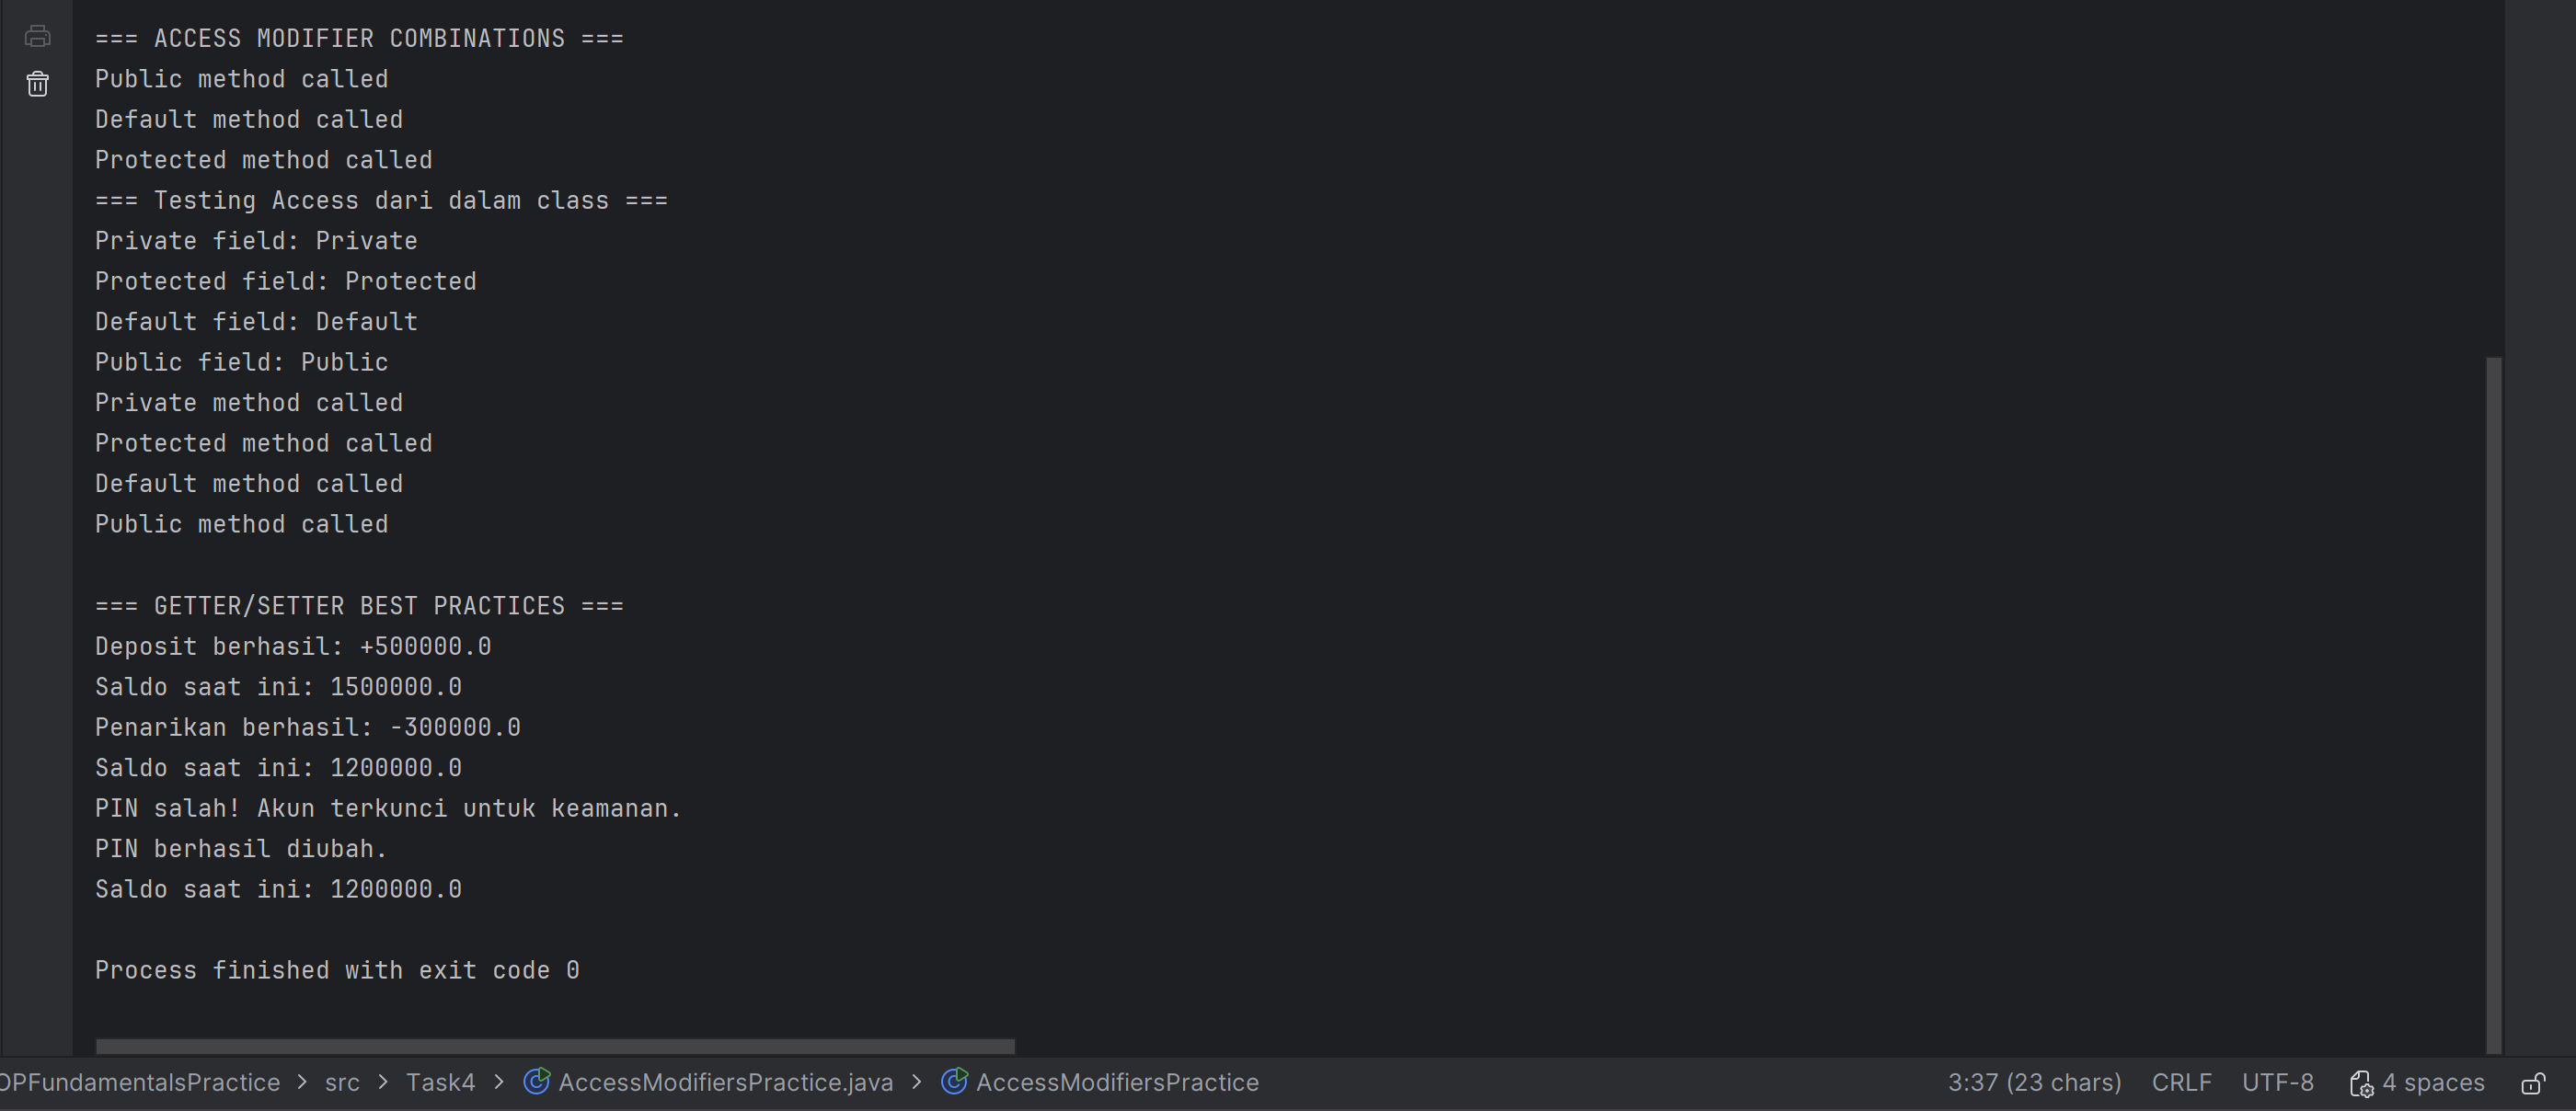 === ACCESS MODIFIER COMBINATIONS ===
Public method called
Default method called
Protected method called
=== Testing Access dari dalam class ===
Private field: Private
Protected field: Protected
Default field: Default
Public field: Public
Private method called
Protected method called
Default method called
Public method called

=== GETTER/SETTER BEST PRACTICES ===
Deposit berhasil: +500000.0
Saldo saat ini: 1500000.0
Penarikan berhasil: -300000.0
Saldo saat ini: 1200000.0
PIN salah! Akun terkunci untuk keamanan.
PIN berhasil diubah.
Saldo saat ini: 1200000.0

Process finished with exit code 0
OPFundamentalsPractice > src > Task4 > AccessModifiersPractice.java > AccessModifiersPractice 3:37 (23 chars) CRLF UTF-8 4 spaces